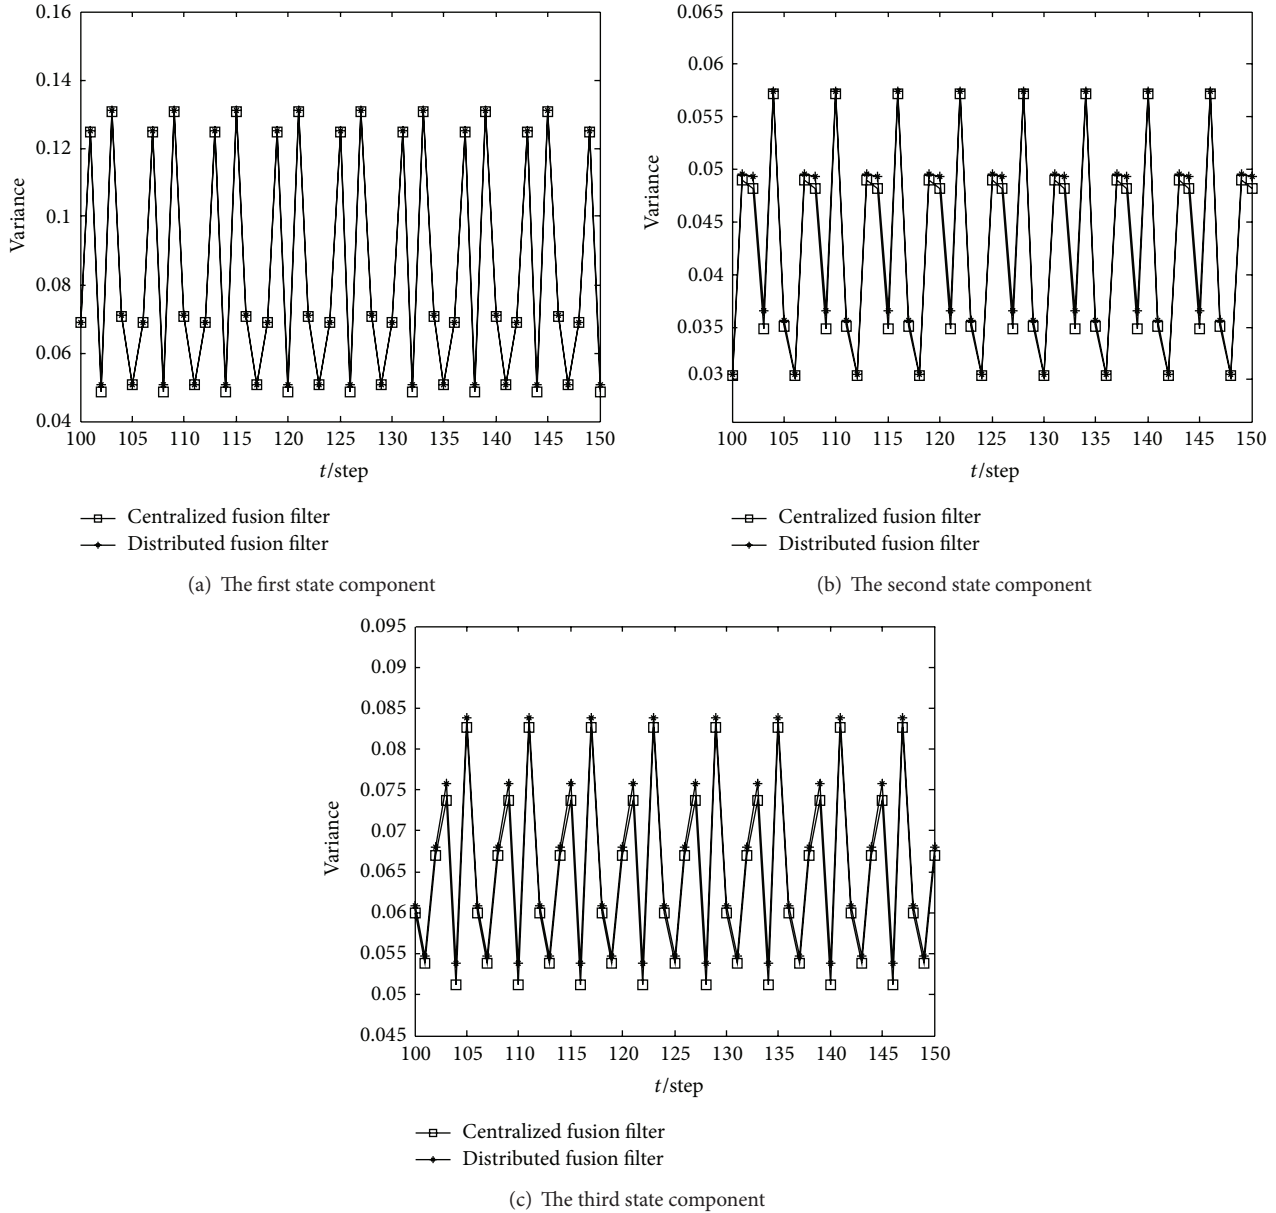 0.16
0.14
0.12
0.1
0.08
0.06
0.04
Variance
100 105 110 115 120 125 130 135 140 145 150
t/step
Centralized fusion filter
Distributed fusion filter
(a) The first state component
0.065
0.06
0.055
0.05
0.045
0.04
0.035
0.03
Variance
100 105 110 115 120 125 130 135 140 145 150
t/step
Centralized fusion filter
Distributed fusion filter
(b) The second state component
0.095
0.09
0.085
0.08
0.075
0.07
0.065
0.06
0.055
0.05
0.045
Variance
100 105 110 115 120 125 130 135 140 145 150
t/step
Centralized fusion filter
Distributed fusion filter
(c) The third state component